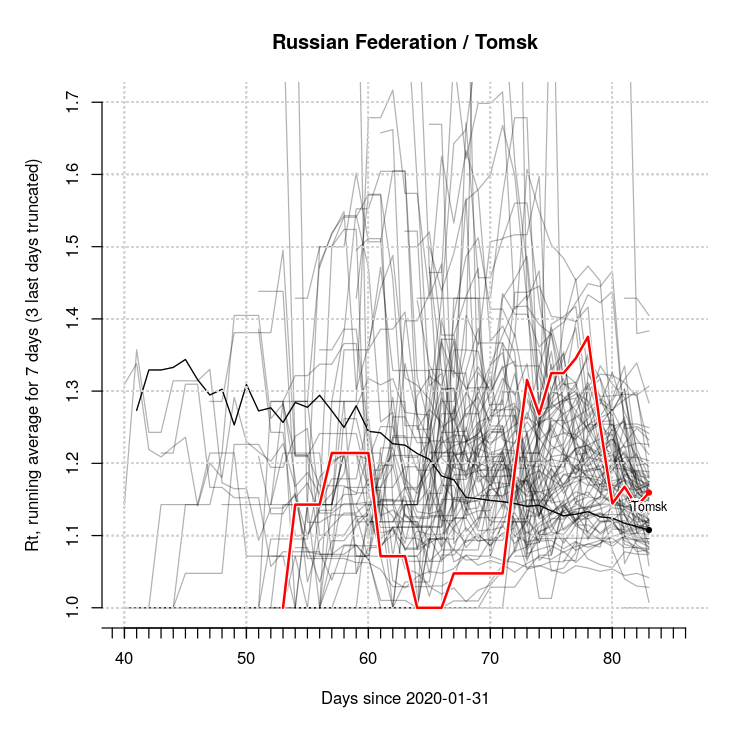 Russian Federation / Tomsk
Rt, running average for 7 days (3 last days truncated)
1.7
1.6
1.5
1.4
1.3
1.2
1.1
1.0
Tomsk
40 50 60 70 80
Days since 2020-01-31